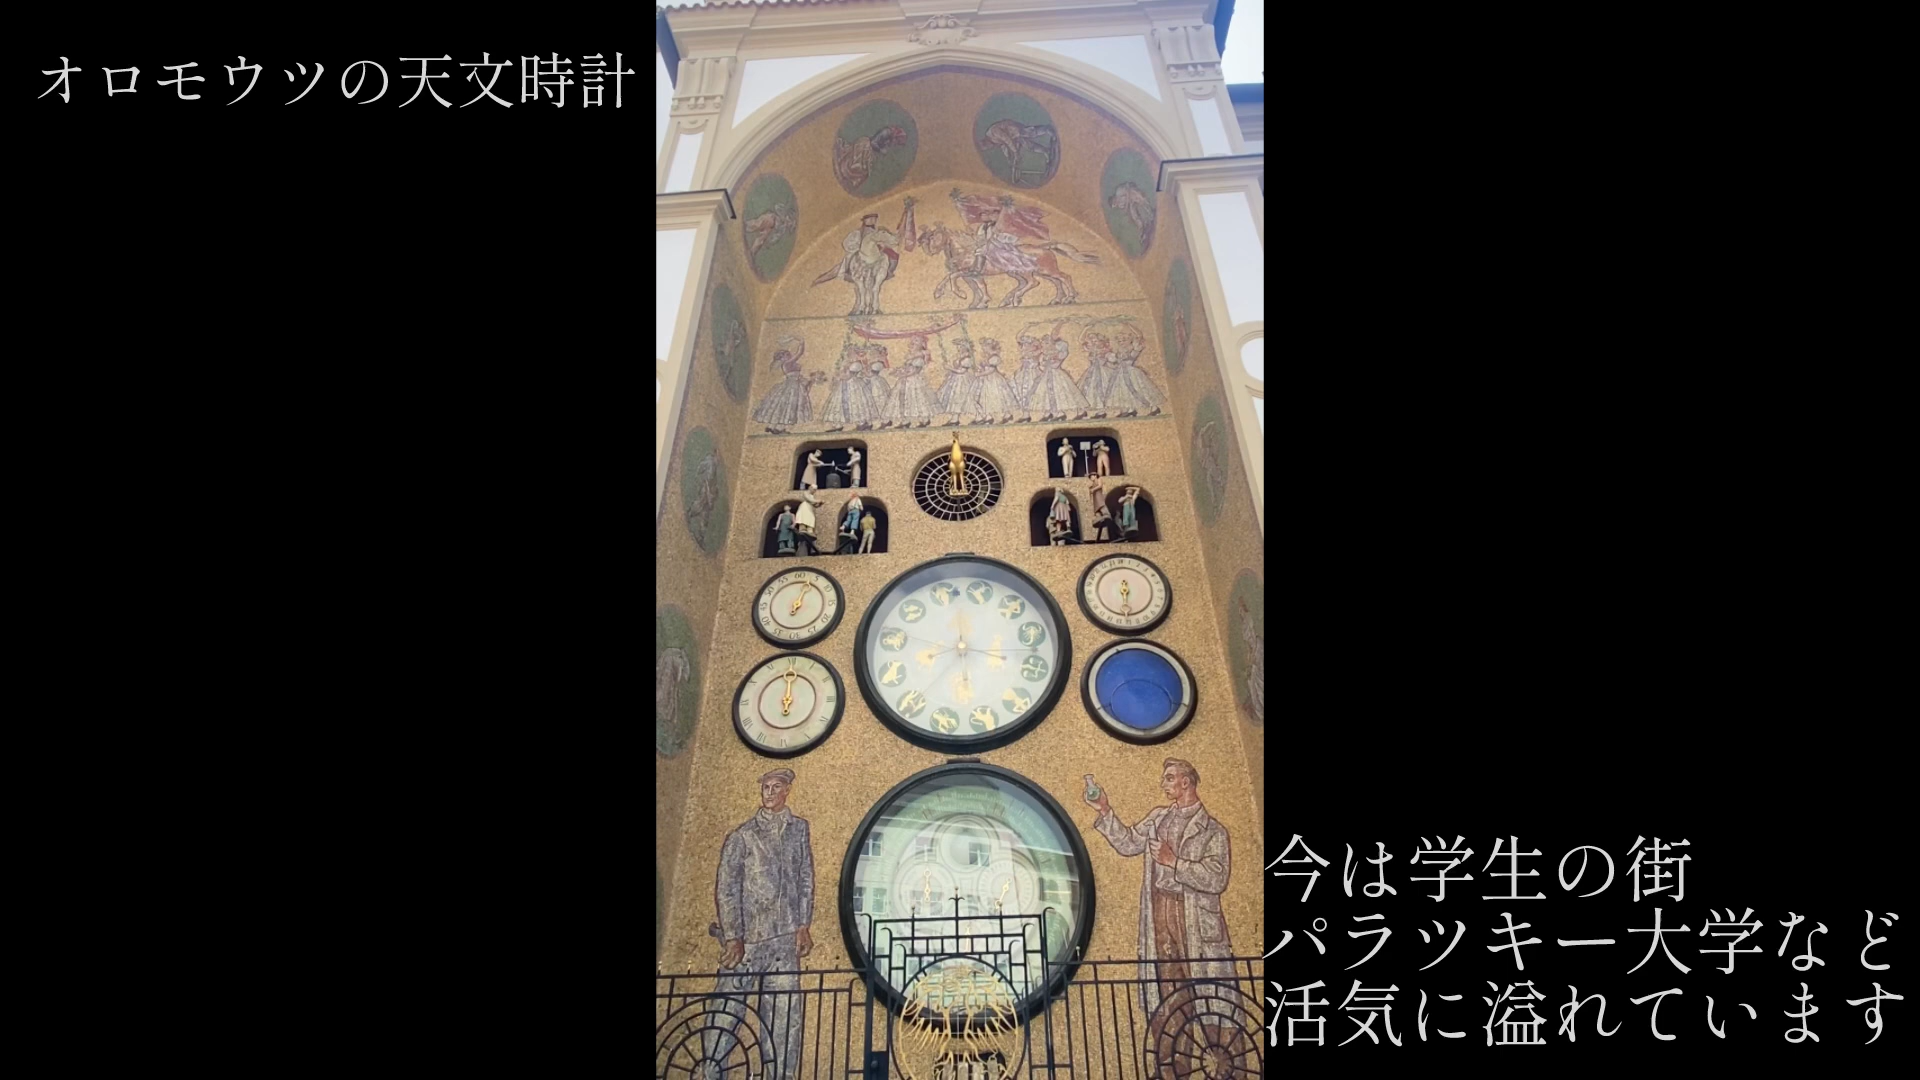 オロモウツの天文時計
今は学生の街
パラツキー大学など
活気に溢れています